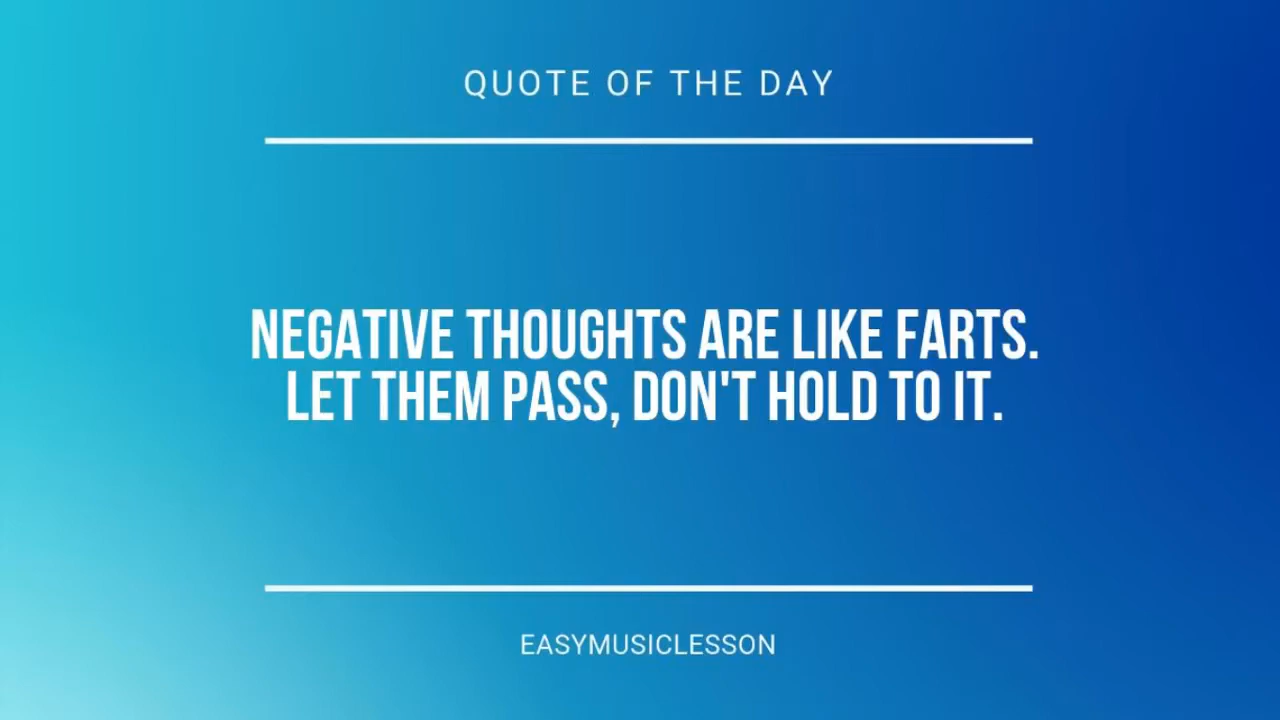 QUOTE OF THE DAY
NEGATIVE THOUGHTS ARE LIKE FARTS.
LET THEM PASS, DON'T HOLD TO IT.
EASYMUSICLESSON